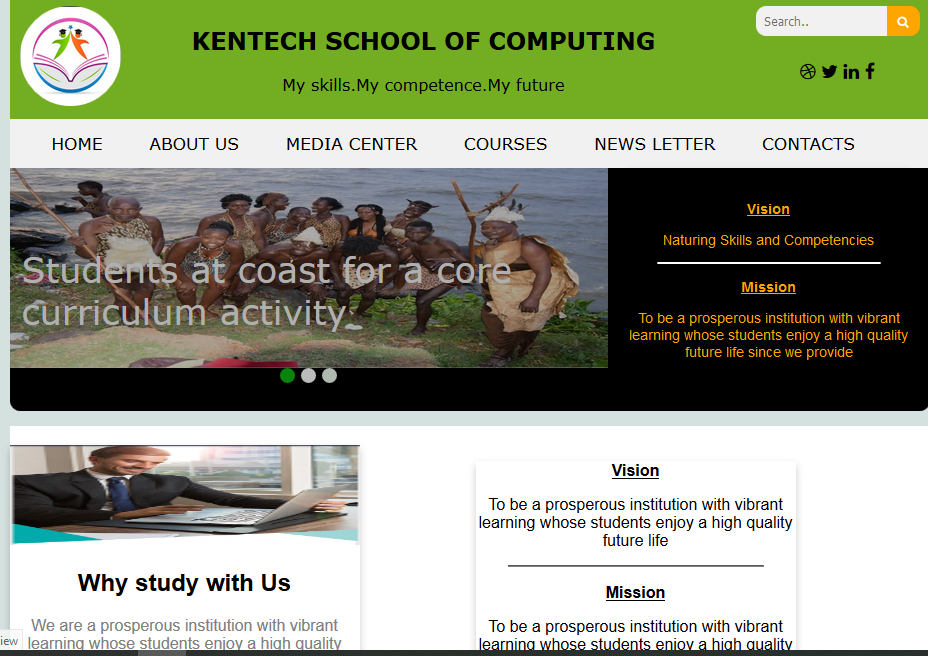 KENTECH SCHOOL OF COMPUTING
Search..
My skills.My competence.My future
HOME ABOUT US MEDIA CENTER COURSES NEWS LETTER CONTACTS
Students at coast for a core
curriculum activity
Vision
Naturing Skills and Competencies
Mission
To be a prosperous institution with vibrant
learning whose students enjoy a high quality
future life since we provide
Why study with Us
We are a prosperous institution with vibrant
learning whose students enjoy a high quality
Vision
To be a prosperous institution with vibrant
learning whose students enjoy a high quality
future life
Mission
To be a prosperous institution with vibrant
learning whose students enjoy a high quality
iew